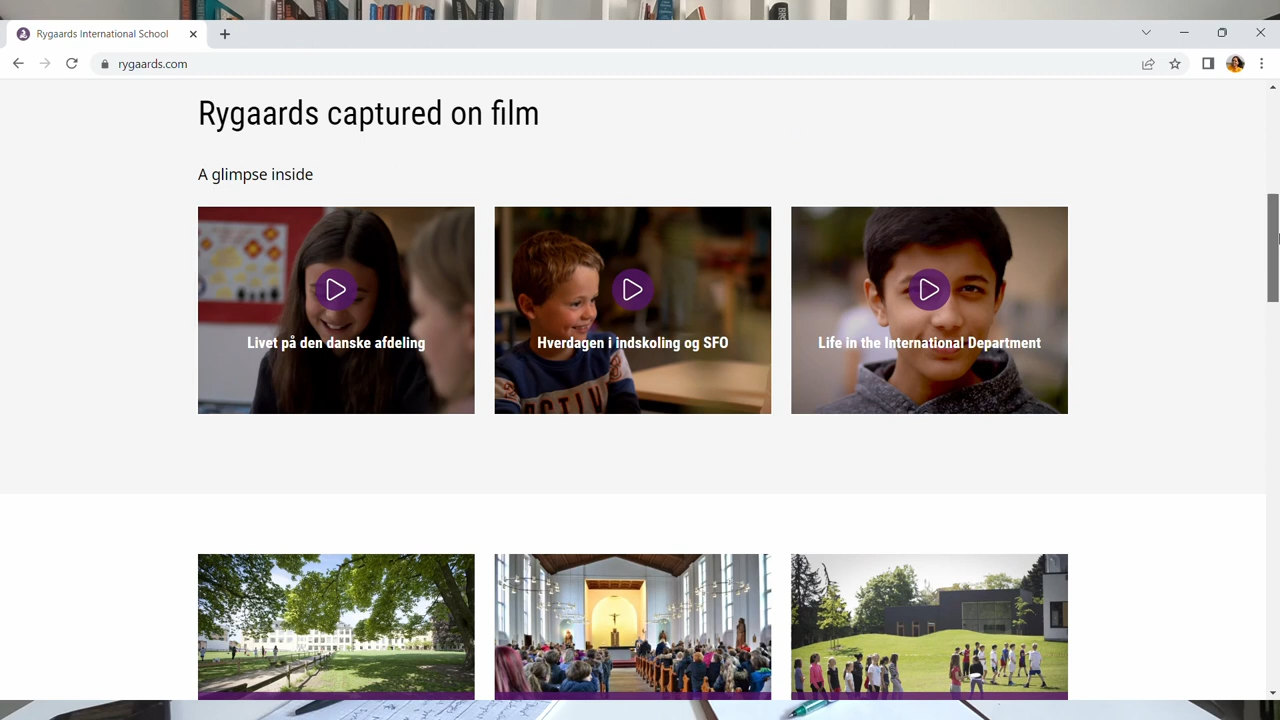 Rygaards International School
rygaards.com
Rygaards captured on film
A glimpse inside
Livet på den danske afdeling
Hverdagen i indskoling og SFO
Life in the International Department
ACTIV